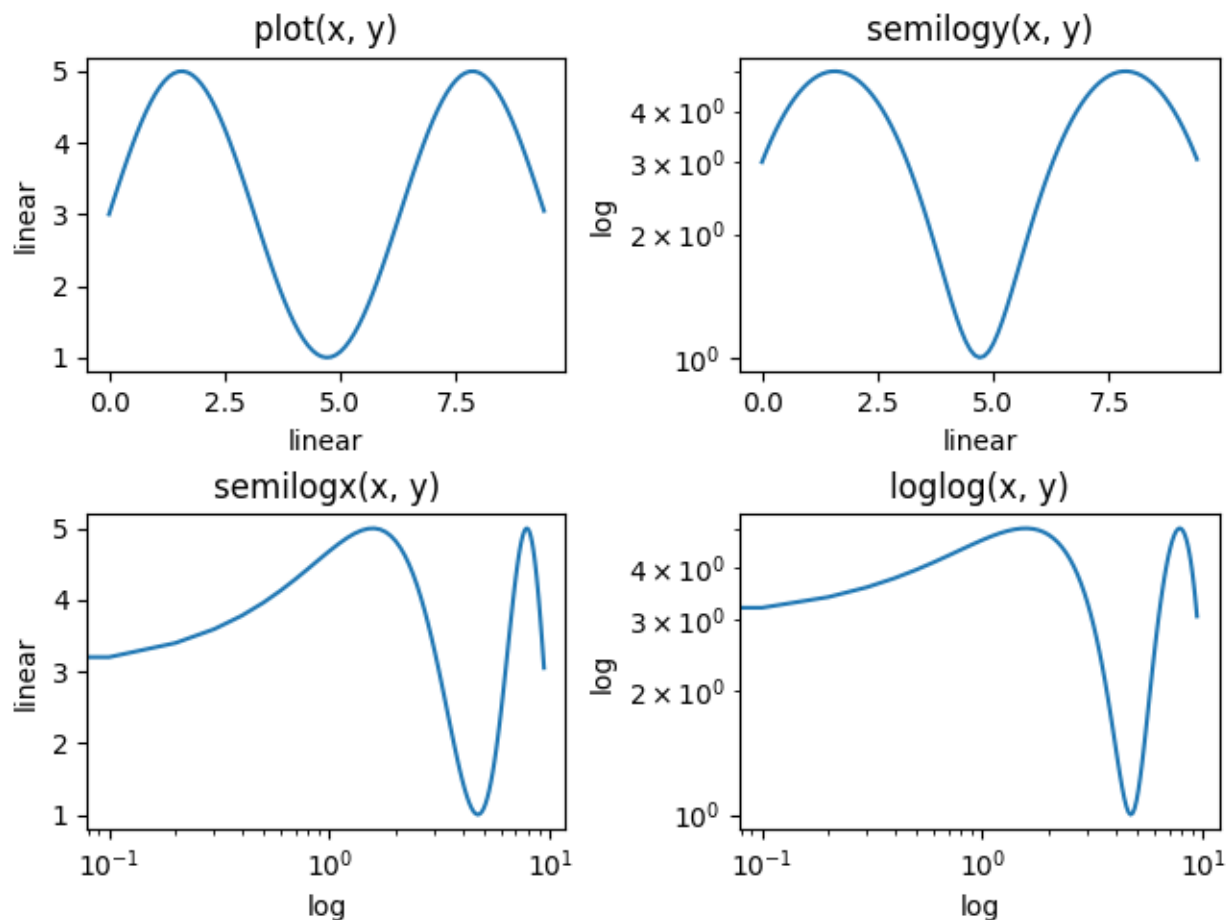 plot(x, y)
5
4
3
2
1
linear
0.0 2.5 5.0 7.5
linear
semilogy(x, y)
4 × 10⁰
3 × 10⁰
2 × 10⁰
10⁰
log
0.0 2.5 5.0 7.5
linear
semilogx(x, y)
5
4
3
2
1
linear
10⁻¹ 10⁰ 10¹
log
loglog(x, y)
4 × 10⁰
3 × 10⁰
2 × 10⁰
10⁰
log
10⁻¹ 10⁰ 10¹
log